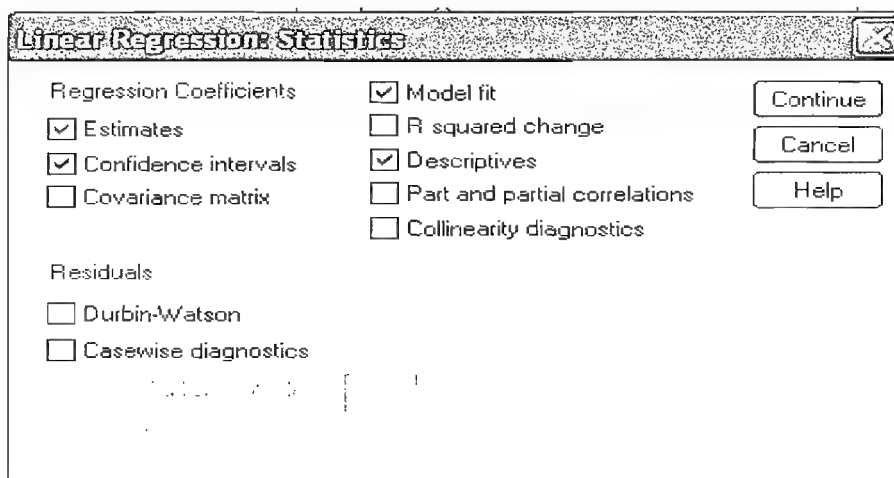 Linear Regression: Statistics
Regression Coefficients
Estimates
Confidence intervals
Covariance matrix
Model fit
R squared change
Descriptives
Part and partial correlations
Collinearity diagnostics
Continue
Cancel
Help
Residuals
Durbin-Watson
Casewise diagnostics